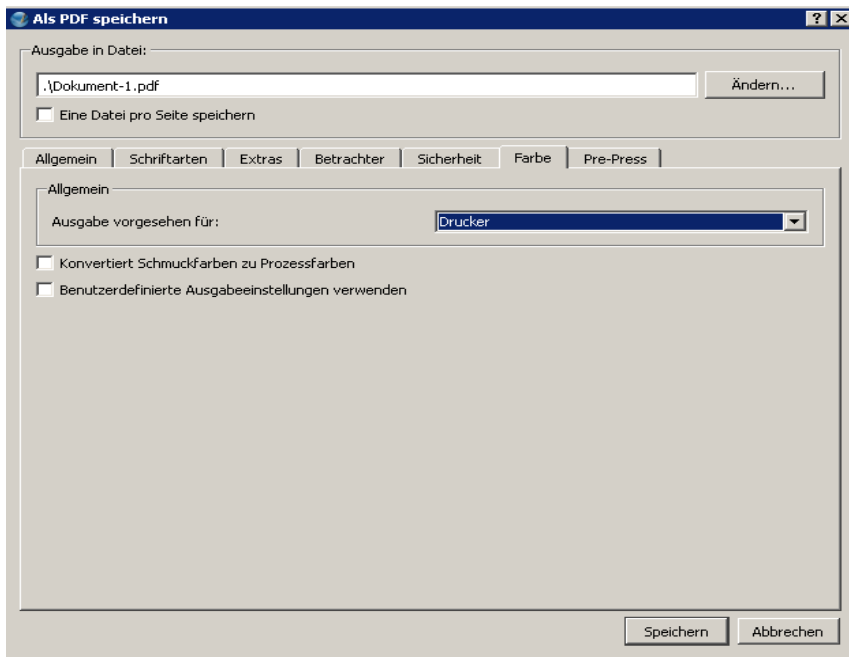 Als PDF speichern
Ausgabe in Datei:
.\Dokument-1.pdf Ändern...
Eine Datei pro Seite speichern
Allgemein Schriftarten Extras Betrachter Sicherheit Farbe Pre-Press
Allgemein
Ausgabe vorgesehen für: Drucker
Konvertiert Schmuckfarben zu Prozessfarben
Benutzerdefinierte Ausgabeeinstellungen verwenden
Speichern Abbrechen